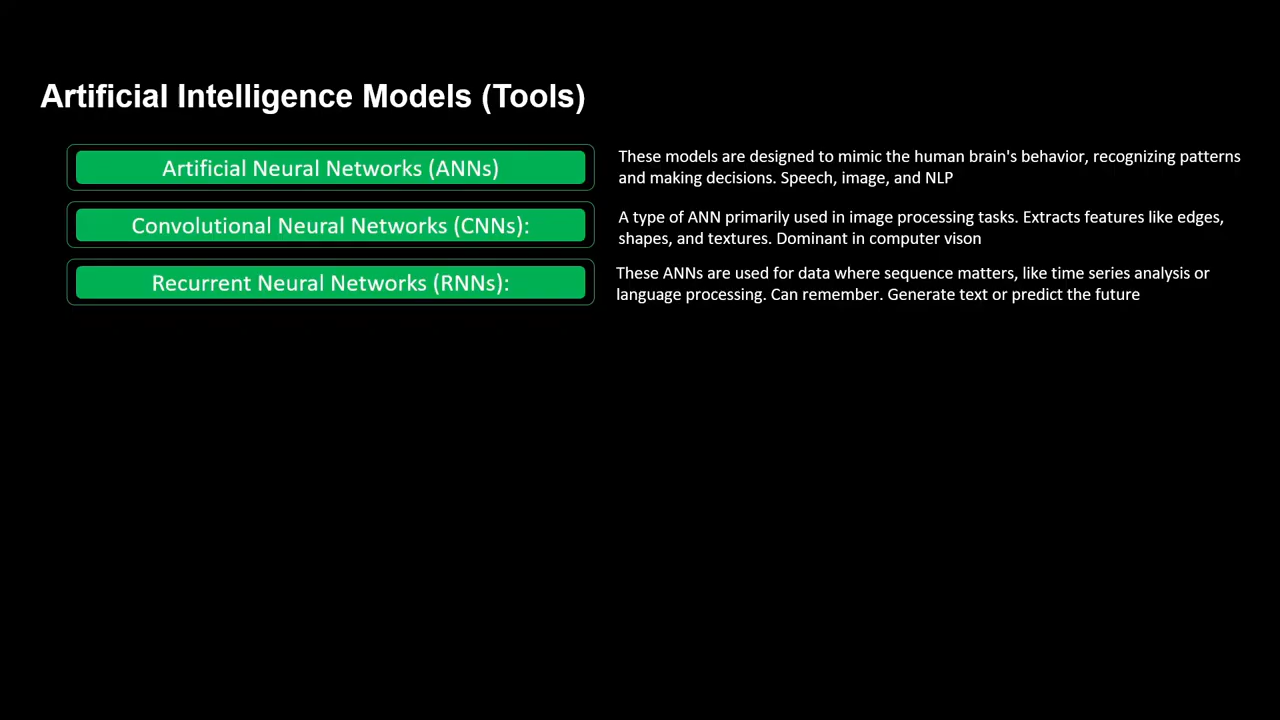 Artificial Intelligence Models (Tools)
Artificial Neural Networks (ANNs)
These models are designed to mimic the human brain's behavior, recognizing patterns
and making decisions. Speech, image, and NLP
Convolutional Neural Networks (CNNs):
A type of ANN primarily used in image processing tasks. Extracts features like edges,
shapes, and textures. Dominant in computer vison
Recurrent Neural Networks (RNNs):
These ANNs are used for data where sequence matters, like time series analysis or
language processing. Can remember. Generate text or predict the future